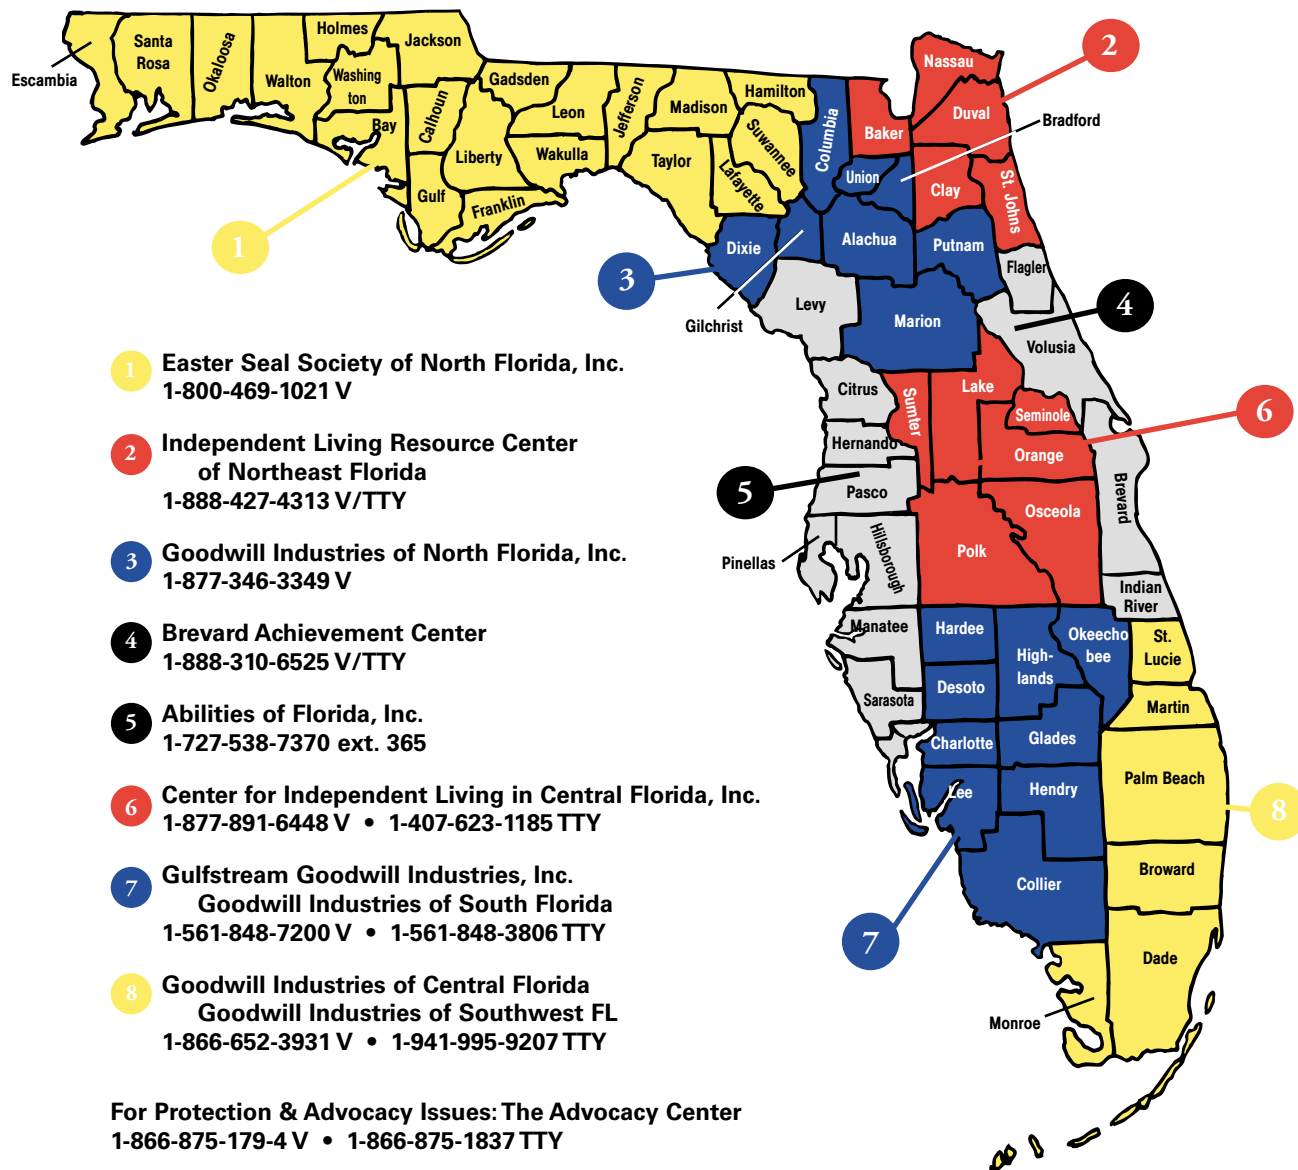 Escambia
Santa
Rosa
Okaloosa
Walton
Holmes
Washing
ton
Jackson
Bay
Calhoun
Gulf
Liberty
Gadsden
Franklin
Leon
Wakulla
Jefferson
Madison
Taylor
Hamilton
Suwannee
Lafayette
Columbia
Baker
Nassau
Duval
2
Bradford
Union
Clay
St. Johns
1
3
Dixie
Gilchrist
Alachua
Putnam
Flagler
Levy
Marion
4
Volusia
Citrus
Sumter
Lake
Seminole
6
Hernando
Orange
5
Pasco
Brevard
Osceola
Polk
Pinellas
Hillsborough
Indian
River
Manatee
Hardee
High-
lands
Okeecho
bee
St.
Lucie
Desoto
Sarasota
Martin
Charlotte
Glades
Palm Beach
Lee
Hendry
8
Broward
Collier
7
Dade
Monroe
1 Easter Seal Society of North Florida, Inc.
1-800-469-1021 V
2 Independent Living Resource Center
of Northeast Florida
1-888-427-4313 V/TTY
3 Goodwill Industries of North Florida, Inc.
1-877-346-3349 V
4 Brevard Achievement Center
1-888-310-6525 V/TTY
5 Abilities of Florida, Inc.
1-727-538-7370 ext. 365
6 Center for Independent Living in Central Florida, Inc.
1-877-891-6448 V • 1-407-623-1185 TTY
7 Gulfstream Goodwill Industries, Inc.
Goodwill Industries of South Florida
1-561-848-7200 V • 1-561-848-3806 TTY
8 Goodwill Industries of Central Florida
Goodwill Industries of Southwest FL
1-866-652-3931 V • 1-941-995-9207 TTY
For Protection & Advocacy Issues: The Advocacy Center
1-866-875-179-4 V • 1-866-875-1837 TTY